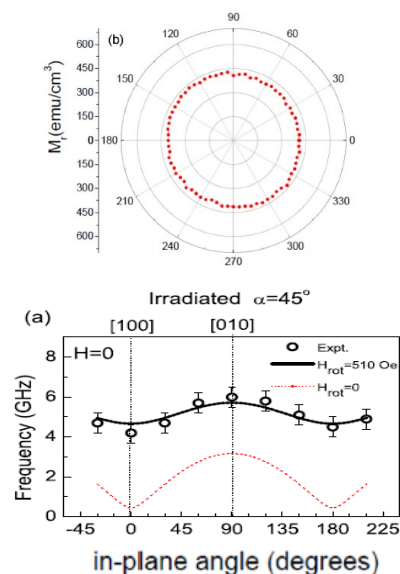 (b)
90
120
60
150
30
180
0
210
330
240
300
270
600
450
300
150
0
150
300
450
600
Mr(emu/cm³)
Irradiated α=45°
(a)
[100]
[010]
H=0
Expt.
Hrot=510 Oe
Hrot=0
8
6
4
2
0
Frequency (GHz)
-45 0 45 90 135 180 225
in-plane angle (degrees)